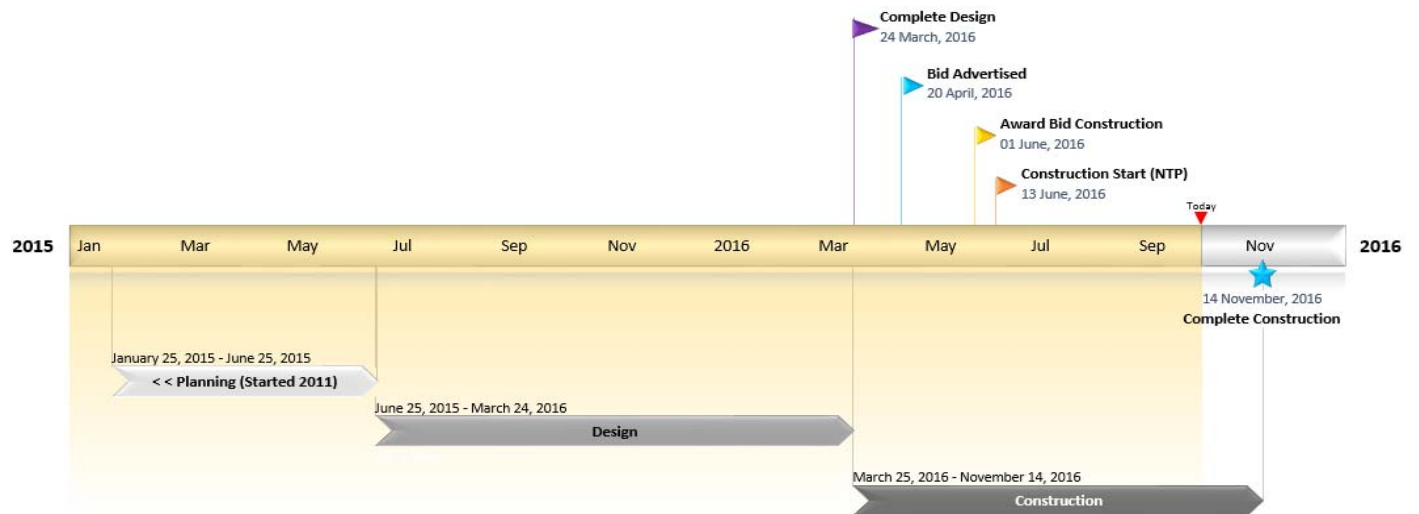 Complete Design
24 March, 2016
Bid Advertised
20 April, 2016
Award Bid Construction
01 June, 2016
Construction Start (NTP)
13 June, 2016
Today
2015 Jan Mar May Jul Sep Nov 2016 Mar May Jul Sep Nov 2016
14 November, 2016
Complete Construction
January 25, 2015 - June 25, 2015
< < Planning (Started 2011)
June 25, 2015 - March 24, 2016
Design
March 25, 2016 - November 14, 2016
Construction